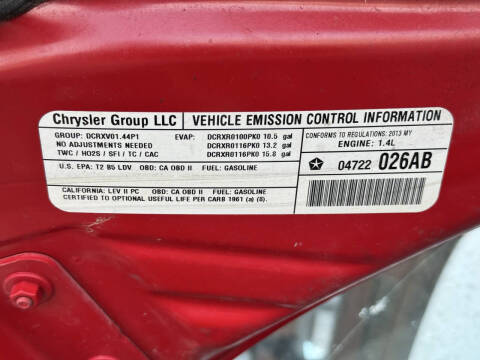 Chrysler Group LLC | VEHICLE EMISSION CONTROL INFORMATION
GROUP: DCRXV01.44P1 EVAP: DCRXR0100PK0 10.5 gal
NO ADJUSTMENTS NEEDED DCRXR0116PK0 13.2 gal
TWC / HO2S / SFI / TC / CAC DCRXR0116PK0 15.8 gal
U.S. EPA: T2 B5 LDV OBD: CA OBD II FUEL: GASOLINE
CALIFORNIA: LEV II PC OBD: CA OBD II FUEL: GASOLINE
CERTIFIED TO OPTIONAL USEFUL LIFE PER CARB 1961 (a) (8).
CONFORMS TO REGULATIONS: 2013 MY
ENGINE: 1.4L
04722 026AB